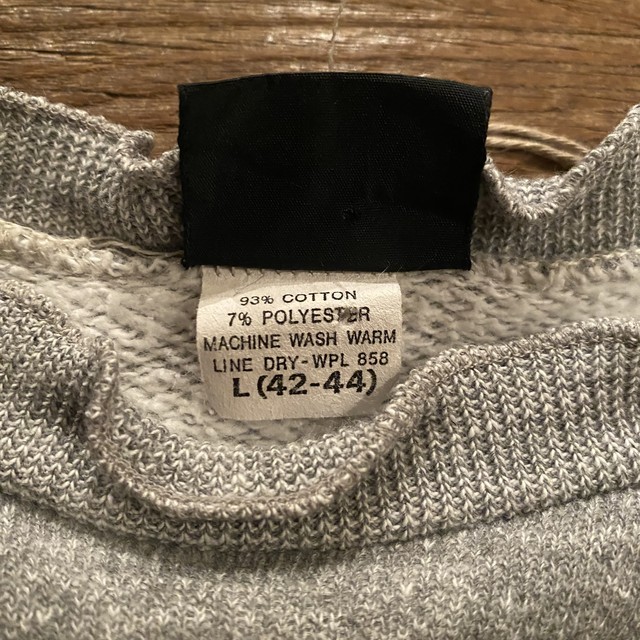 93% COTTON
7% POLYESTER
MACHINE WASH WARM
LINE DRY-WPL 858
L (42-44)